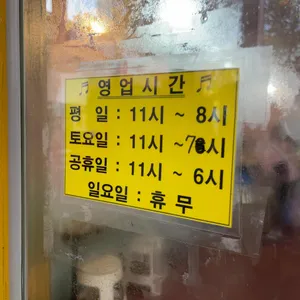 ♬ 영업시간 ♬
평 일 : 11시 ~ 8시
토요일 : 11시 ~7시
공휴일 : 11시 ~ 6시
일요일 : 휴 무